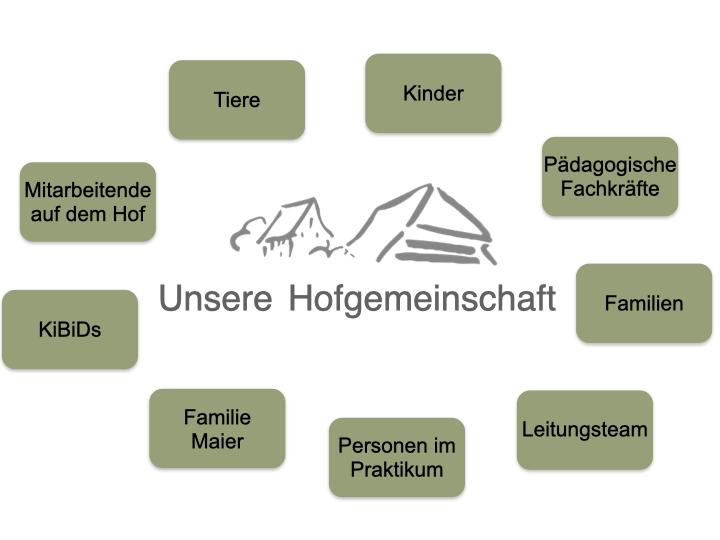 Tiere
Kinder
Pädagogische
Fachkräfte
Mitarbeitende
auf dem Hof
Unsere Hofgemeinschaft
Familien
KiBiDs
Familie
Maier
Personen im
Praktikum
Leitungsteam